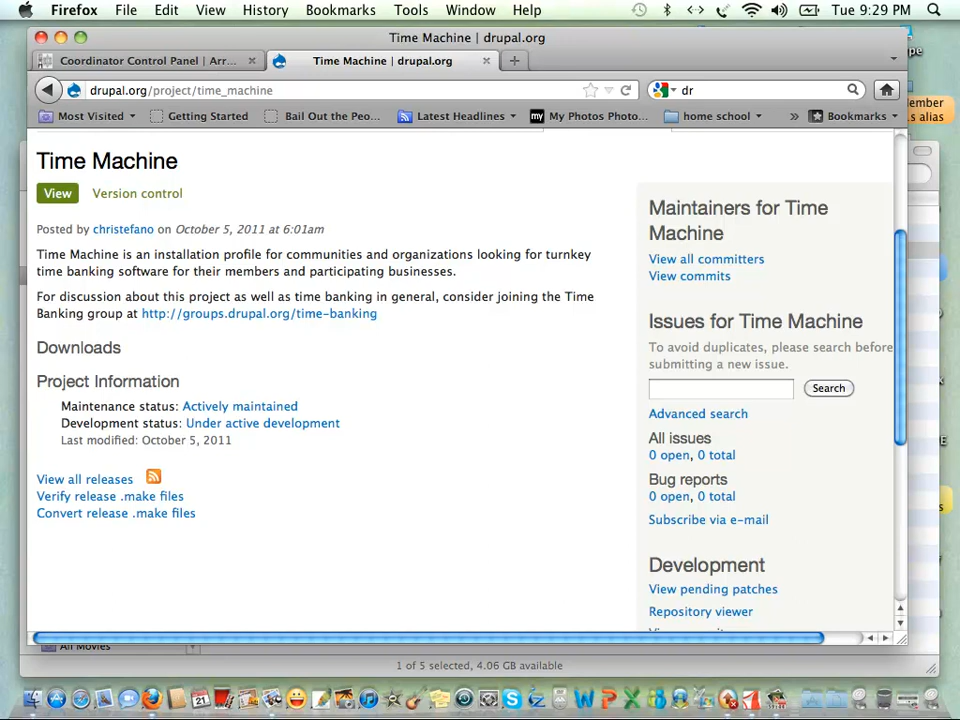 Firefox File Edit View History Bookmarks Tools Window Help Tue 9:29 PM
Time Machine | drupal.org
Coordinator Control Panel | Arr...
Time Machine | drupal.org
drupal.org/project/time_machine
dr
Most Visited
Getting Started
Bail Out the Peo...
Latest Headlines
my My Photos Photo...
home school
»
Bookmarks
Time Machine
View Version control
Posted by christefano on October 5, 2011 at 6:01am
Time Machine is an installation profile for communities and organizations looking for turnkey
time banking software for their members and participating businesses.
For discussion about this project as well as time banking in general, consider joining the Time
Banking group at http://groups.drupal.org/time-banking
Downloads
Project Information
Maintenance status: Actively maintained
Development status: Under active development
Last modified: October 5, 2011
View all releases
Verify release .make files
Convert release .make files
Maintainers for Time
Machine
View all committers
View commits
Issues for Time Machine
To avoid duplicates, please search before
submitting a new issue.
Search
Advanced search
All issues
0 open, 0 total
Bug reports
0 open, 0 total
Subscribe via e-mail
Development
View pending patches
Repository viewer
All Movies
1 of 5 selected, 4.06 GB available